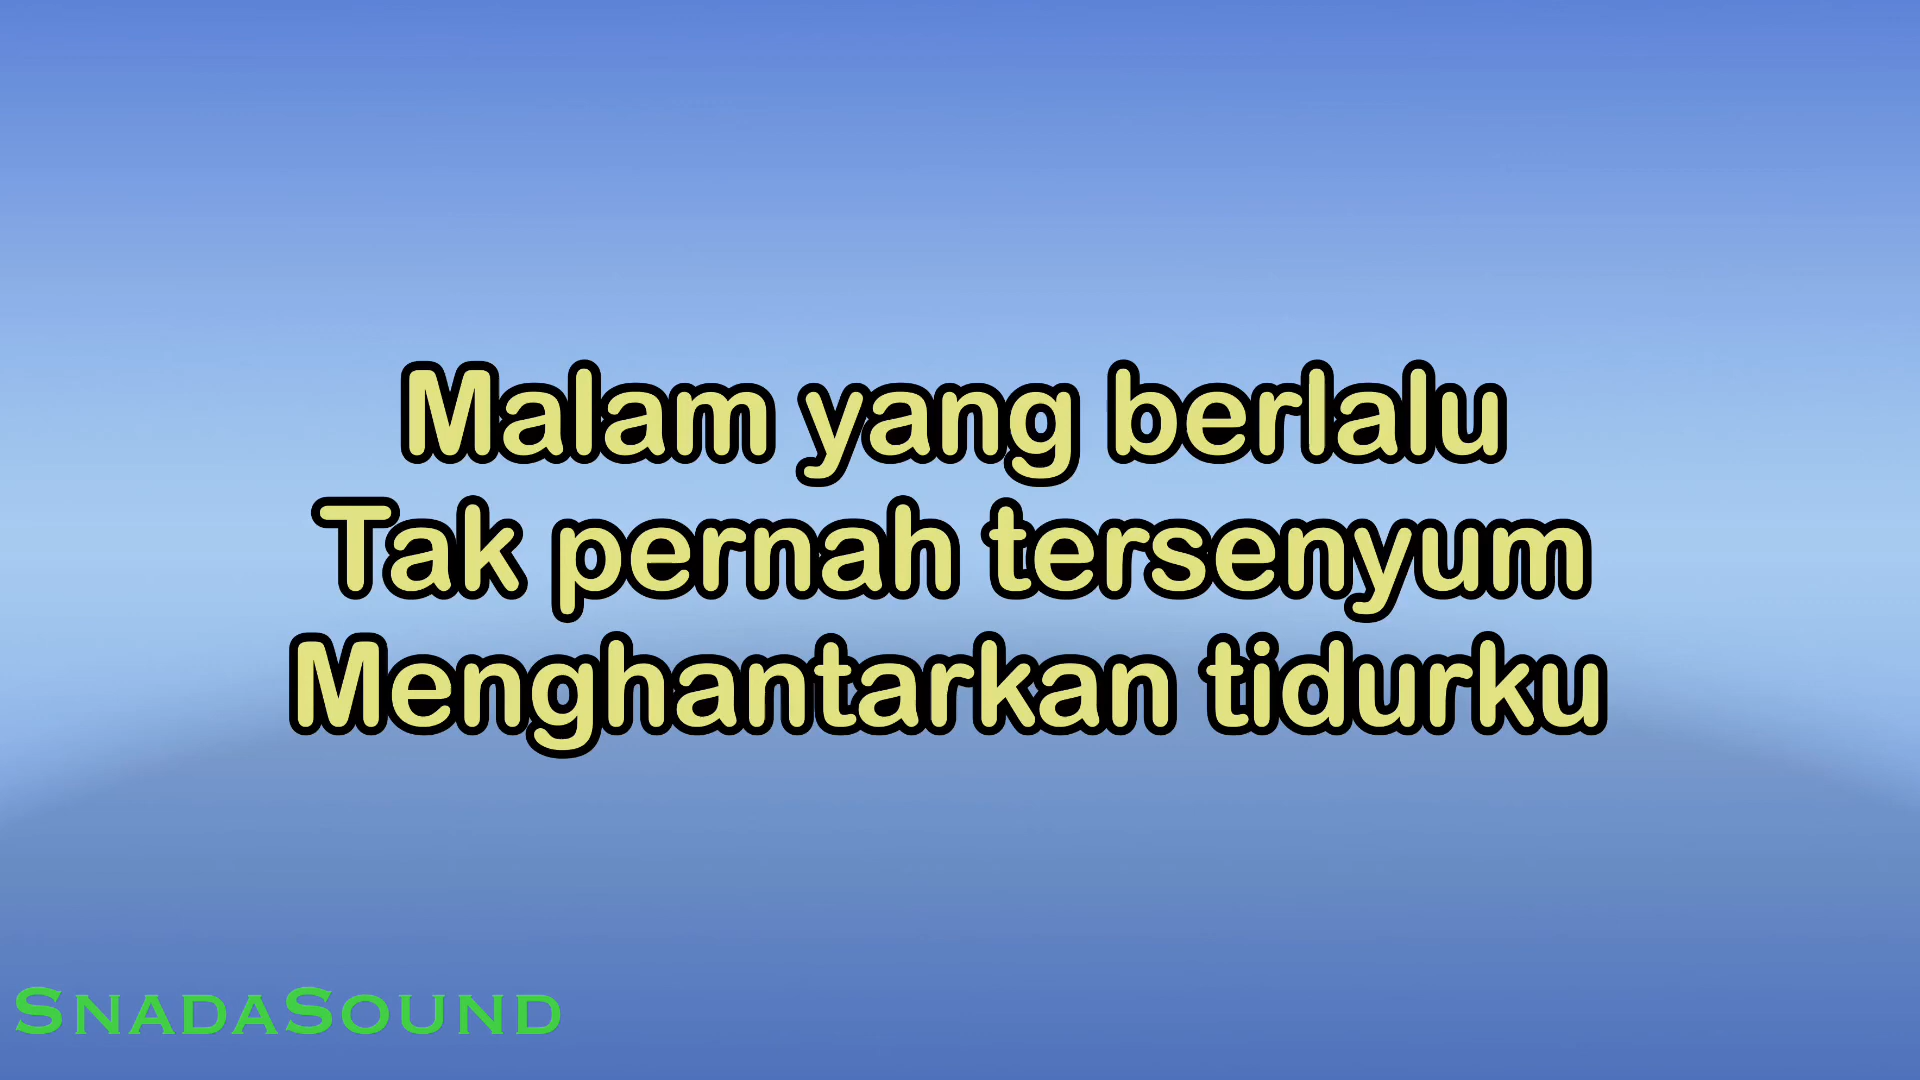 Malam yang berlalu
Tak pernah tersenyum
Menghantarkan tidurku
SNADASOUND